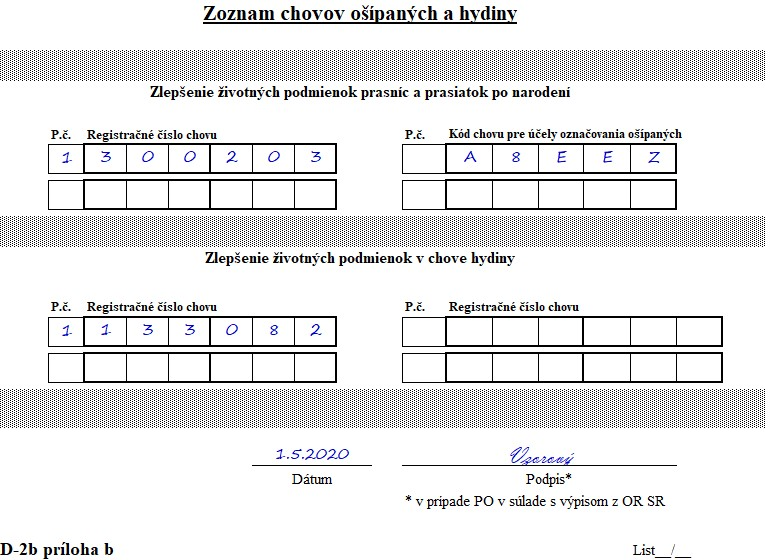 Zoznam chovov ošípaných a hydiny
Zlepšenie životných podmienok prasníc a prasiatok po narodení
P.č. Registračné číslo chovu P.č. Kód chovu pre účely označovania ošípaných
1 3 0 0 2 0 3 A 8 E E Z
Zlepšenie životných podmienok v chove hydiny
P.č. Registračné číslo chovu P.č. Registračné číslo chovu
1 1 3 3 0 8 2
1.5.2020 Vzorový
Dátum Podpis*
* v prípade PO v súlade s výpisom z OR SR
D-2b príloha b List__/__